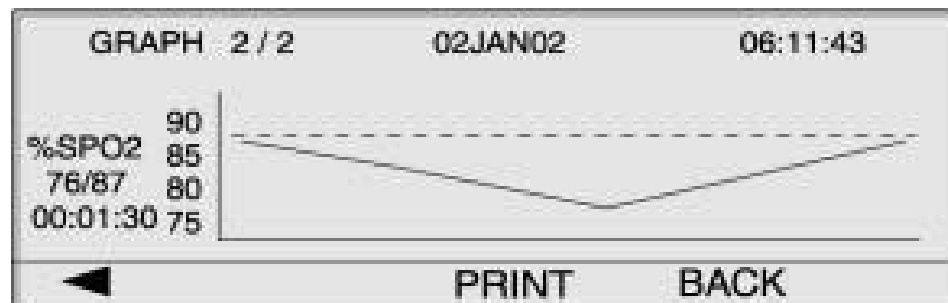 GRAPH 2 / 2 02JAN02 06:11:43
90
%SPO2 85
76/87 80
00:01:30 75
PRINT BACK